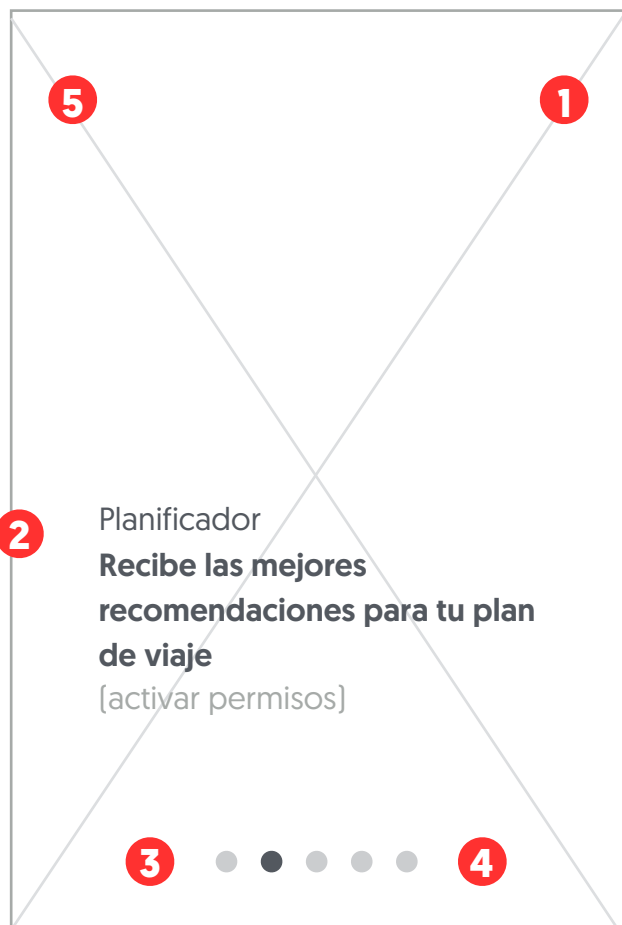 5
1
2
Planificador
Recibe las mejores
recomendaciones para tu plan
de viaje
(activar permisos)
3
4